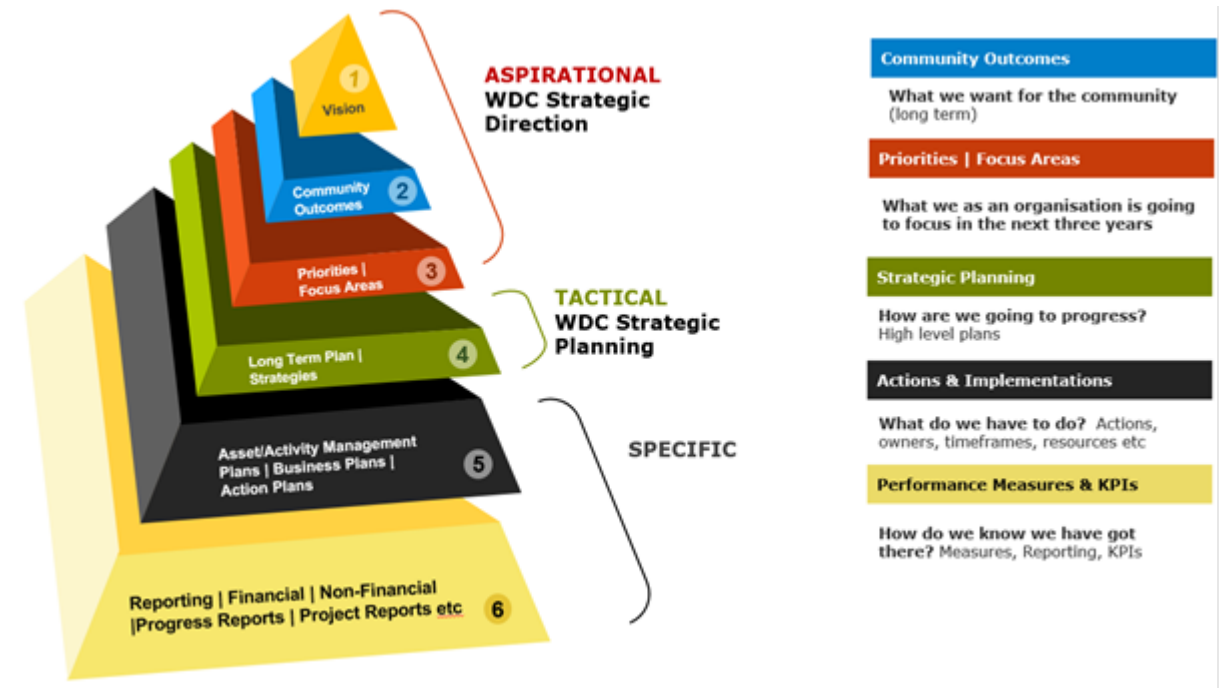 1
Vision
Community
Outcomes
2
Priorities |
Focus Areas
3
Long Term Plan |
Strategies
4
Asset/Activity Management
Plans | Business Plans |
Action Plans
5
Reporting | Financial | Non-Financial
|Progress Reports | Project Reports etc
6
ASPIRATIONAL
WDC Strategic
Direction
TACTICAL
WDC Strategic
Planning
SPECIFIC
Community Outcomes
What we want for the community
(long term)
Priorities | Focus Areas
What we as an organisation is going
to focus in the next three years
Strategic Planning
How are we going to progress?
High level plans
Actions & Implementations
What do we have to do? Actions,
owners, timeframes, resources etc
Performance Measures & KPIs
How do we know we have got
there? Measures, Reporting, KPIs